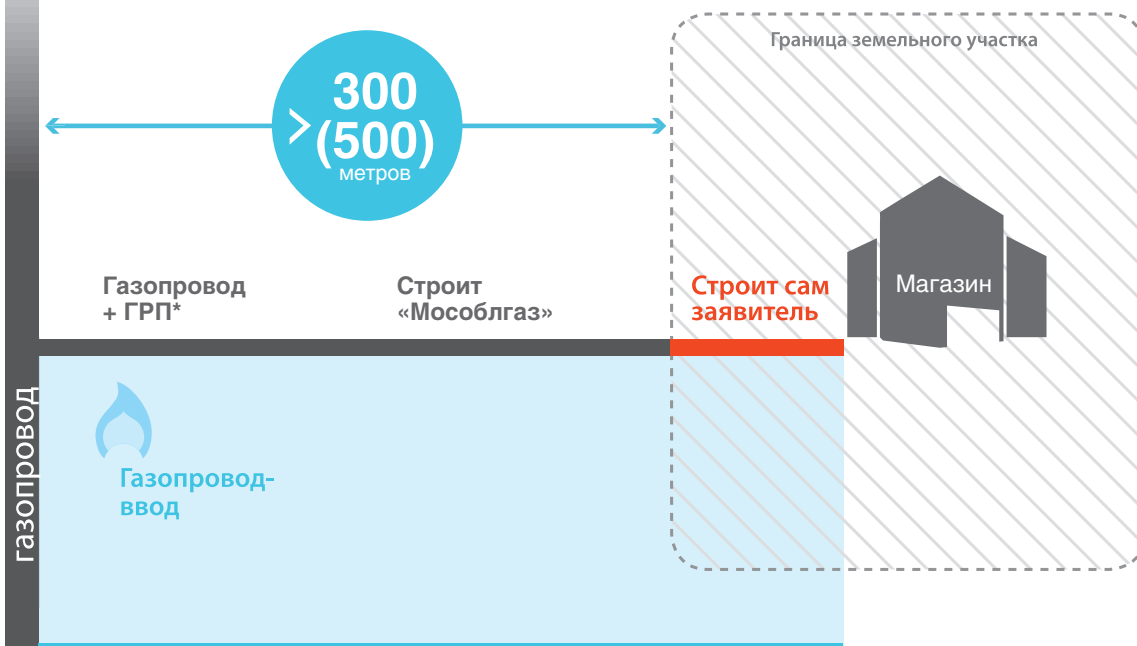 Граница земельного участка
> 300
(500)
метров
Газопровод
+ ГРП*
Строит
«Мособлгаз»
Строит сам
заявитель
Магазин
газопровод
Газопровод-
ввод